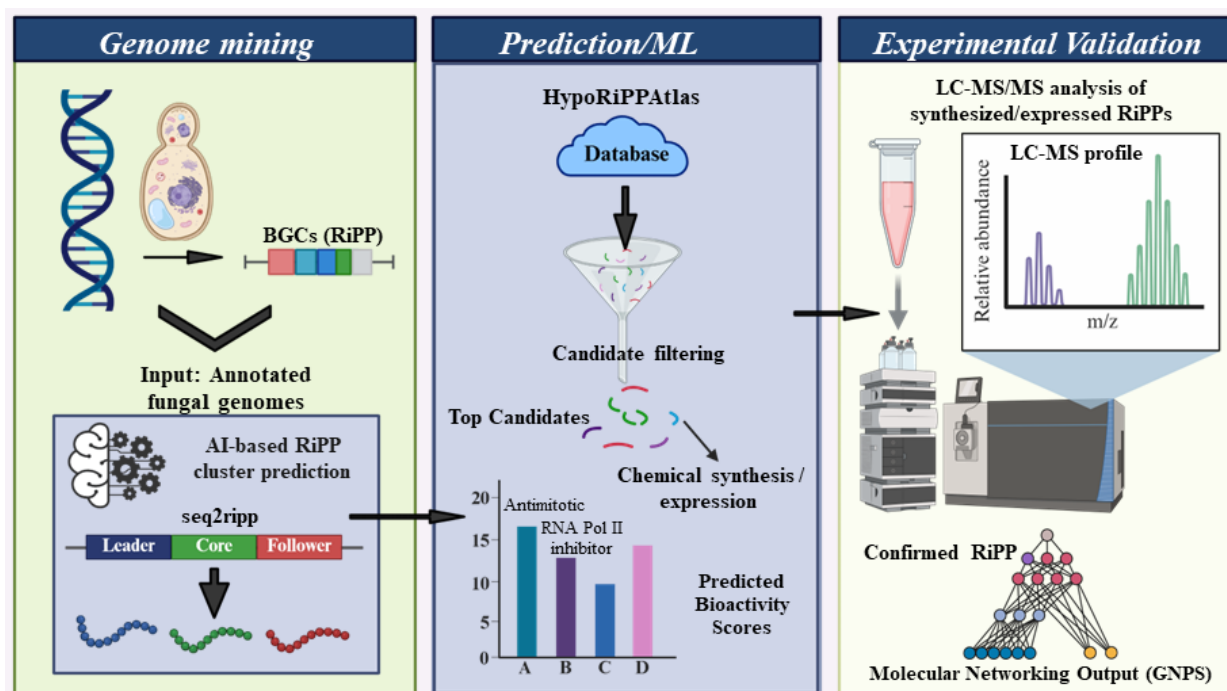 Genome mining
BGCs (RiPP)
Input: Annotated
fungal genomes
AI-based RiPP
cluster prediction
seq2ripp
Leader
Core
Follower
Prediction/ML
HypoRiPPAtlas
Database
Candidate filtering
Top Candidates
Chemical synthesis /
expression
20
15
10
5
0
Antimitotic
RNA Pol II
inhibitor
A
B
C
D
Predicted
Bioactivity
Scores
Experimental Validation
LC-MS/MS analysis of
synthesized/expressed RiPPs
LC-MS profile
Relative abundance
m/z
Confirmed RiPP
Molecular Networking Output (GNPS)